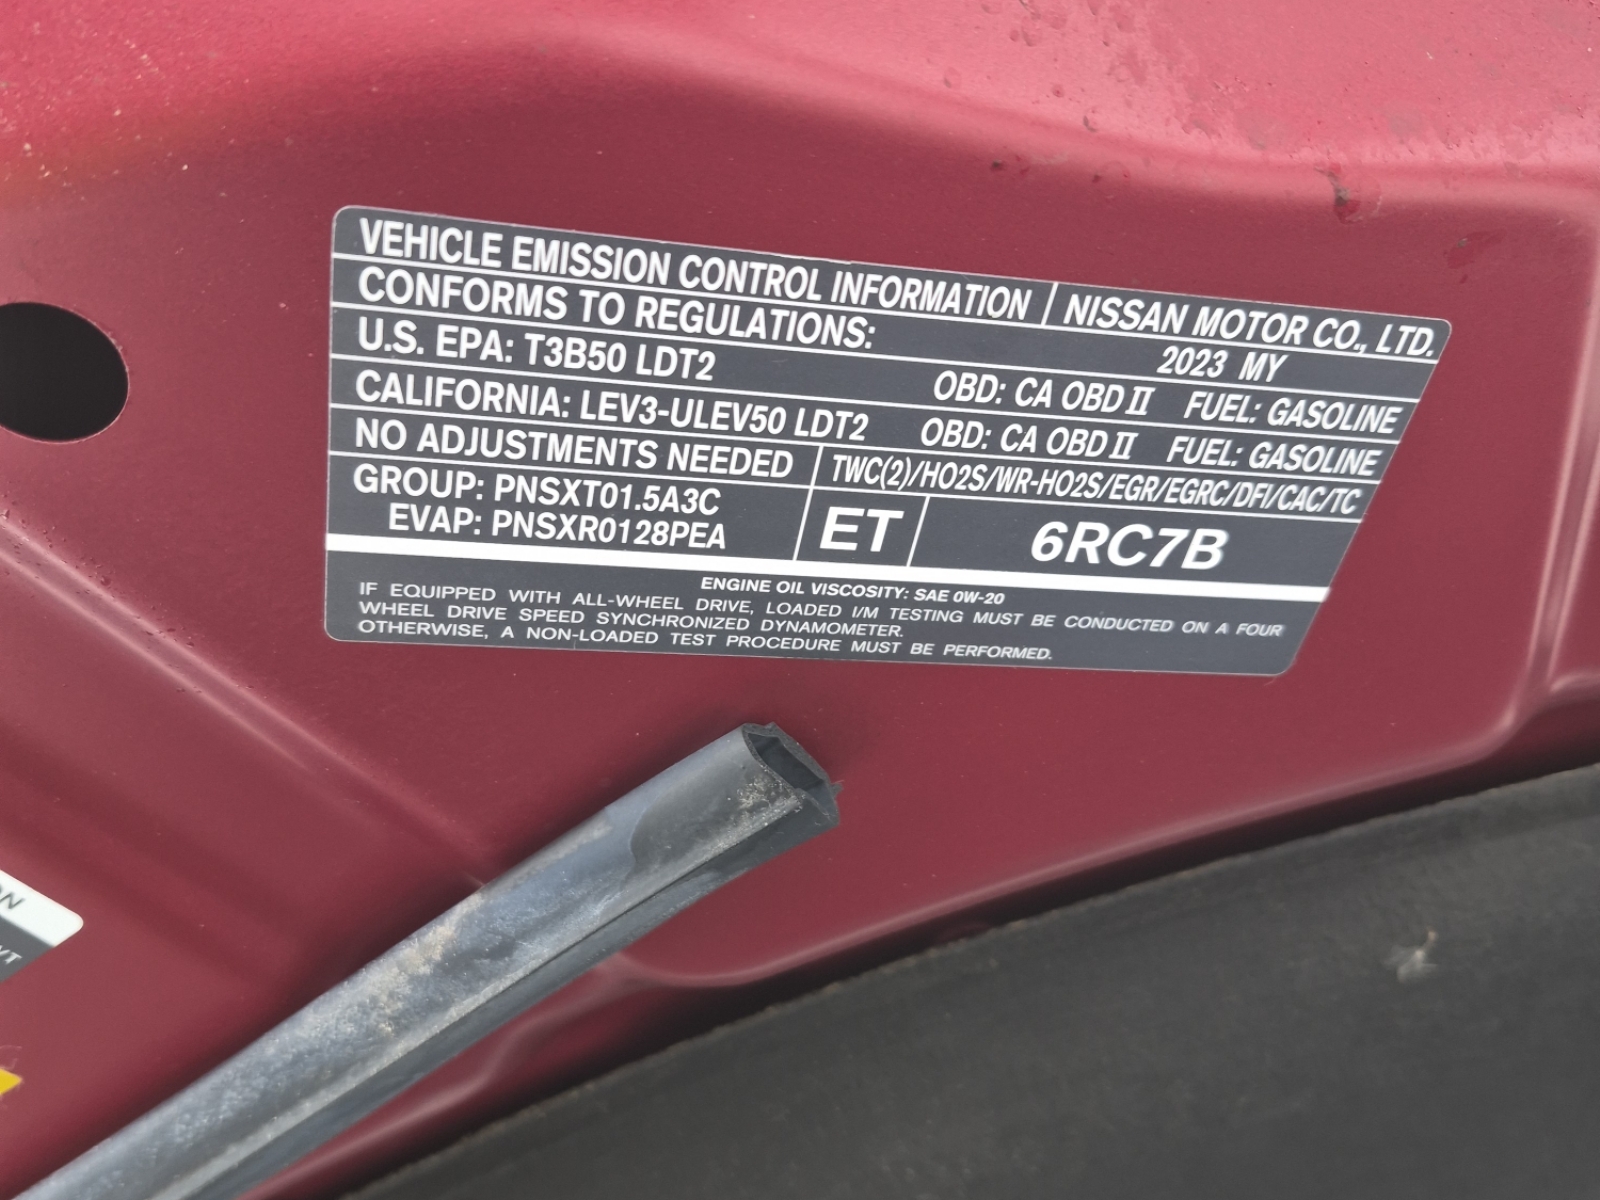 VEHICLE EMISSION CONTROL INFORMATION NISSAN MOTOR CO., LTD.
CONFORMS TO REGULATIONS: 2023 MY
U.S. EPA: T3B50 LDT2 OBD: CA OBD II FUEL: GASOLINE
CALIFORNIA: LEV3-ULEV50 LDT2 OBD: CA OBD II FUEL: GASOLINE
NO ADJUSTMENTS NEEDED TWC(2)/HO2S/WR-HO2S/EGR/EGRC/DFI/CAC/TC
GROUP: PNSXT01.5A3C
EVAP: PNSXR0128PEA
ET 6RC7B
ENGINE OIL VISCOSITY: SAE 0W-20
IF EQUIPPED WITH ALL-WHEEL DRIVE, LOADED I/M TESTING MUST BE CONDUCTED ON A FOUR
WHEEL DRIVE SPEED SYNCHRONIZED DYNAMOMETER.
OTHERWISE, A NON-LOADED TEST PROCEDURE MUST BE PERFORMED.